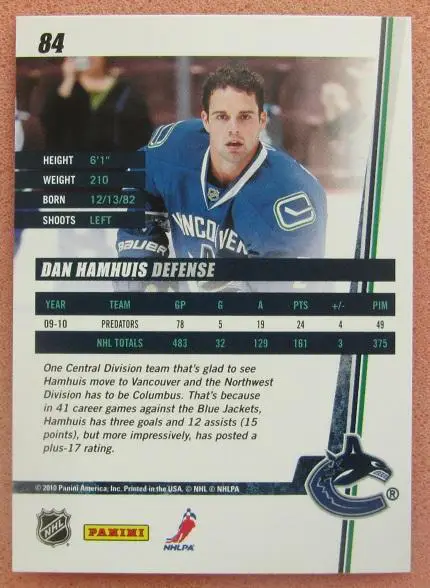 84
HEIGHT 6'1"
WEIGHT 210
BORN 12/13/82
SHOOTS LEFT
VANCOUVER
BAUER
DAN HAMHUIS DEFENSE
YEAR TEAM GP G A PTS +/- PIM
09-10 PREDATORS 78 5 19 24 4 49
NHL TOTALS 483 32 129 161 3 375
One Central Division team that's glad to see
Hamhuis move to Vancouver and the Northwest
Division has to be Columbus. That's because
in 41 career games against the Blue Jackets,
Hamhuis has three goals and 12 assists (15
points), but more impressively, has posted a
plus-17 rating.
© 2010 Panini America, Inc. Printed in the USA. © NHL © NHLPA
®
NHL PANINI NHLPA